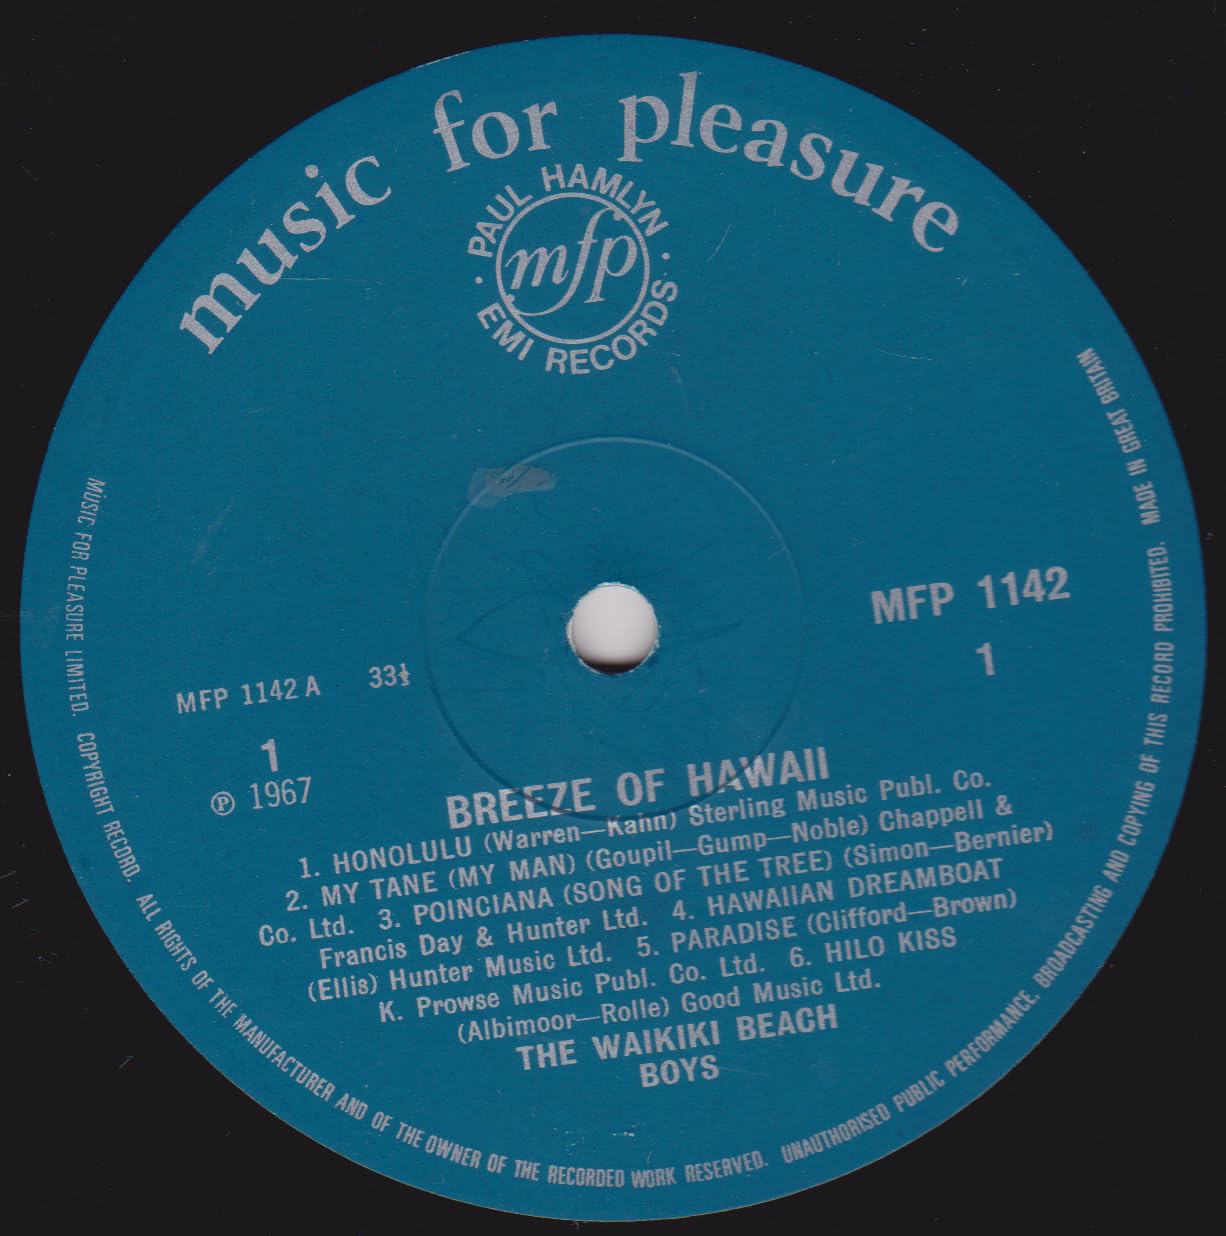 music for pleasure
PAUL HAMLYN
mfp
EMI RECORDS
MFP 1142
1
MFP 1142 A 33⅓
1
℗ 1967
BREEZE OF HAWAII
1. HONOLULU (Warren—Kahn) Sterling Music Publ. Co.
2. MY TANE (MY MAN) (Goupil—Gump—Noble) Chappell &
Co. Ltd. 3. POINCIANA (SONG OF THE TREE) (Simon—Bernier)
Francis Day & Hunter Ltd. 4. HAWAIIAN DREAMBOAT
(Ellis) Hunter Music Ltd. 5. PARADISE (Clifford—Brown)
K. Prowse Music Publ. Co. Ltd. 6. HILO KISS
(Albimoor—Rolle) Good Music Ltd.
THE WAIKIKI BEACH
BOYS
MUSIC FOR PLEASURE LIMITED. COPYRIGHT RECORD. ALL RIGHTS OF THE MANUFACTURER AND OF THE OWNER OF THE RECORDED WORK RESERVED. UNAUTHORISED PUBLIC PERFORMANCE, BROADCASTING AND COPYING OF THIS RECORD PROHIBITED. MADE IN GREAT BRITAIN